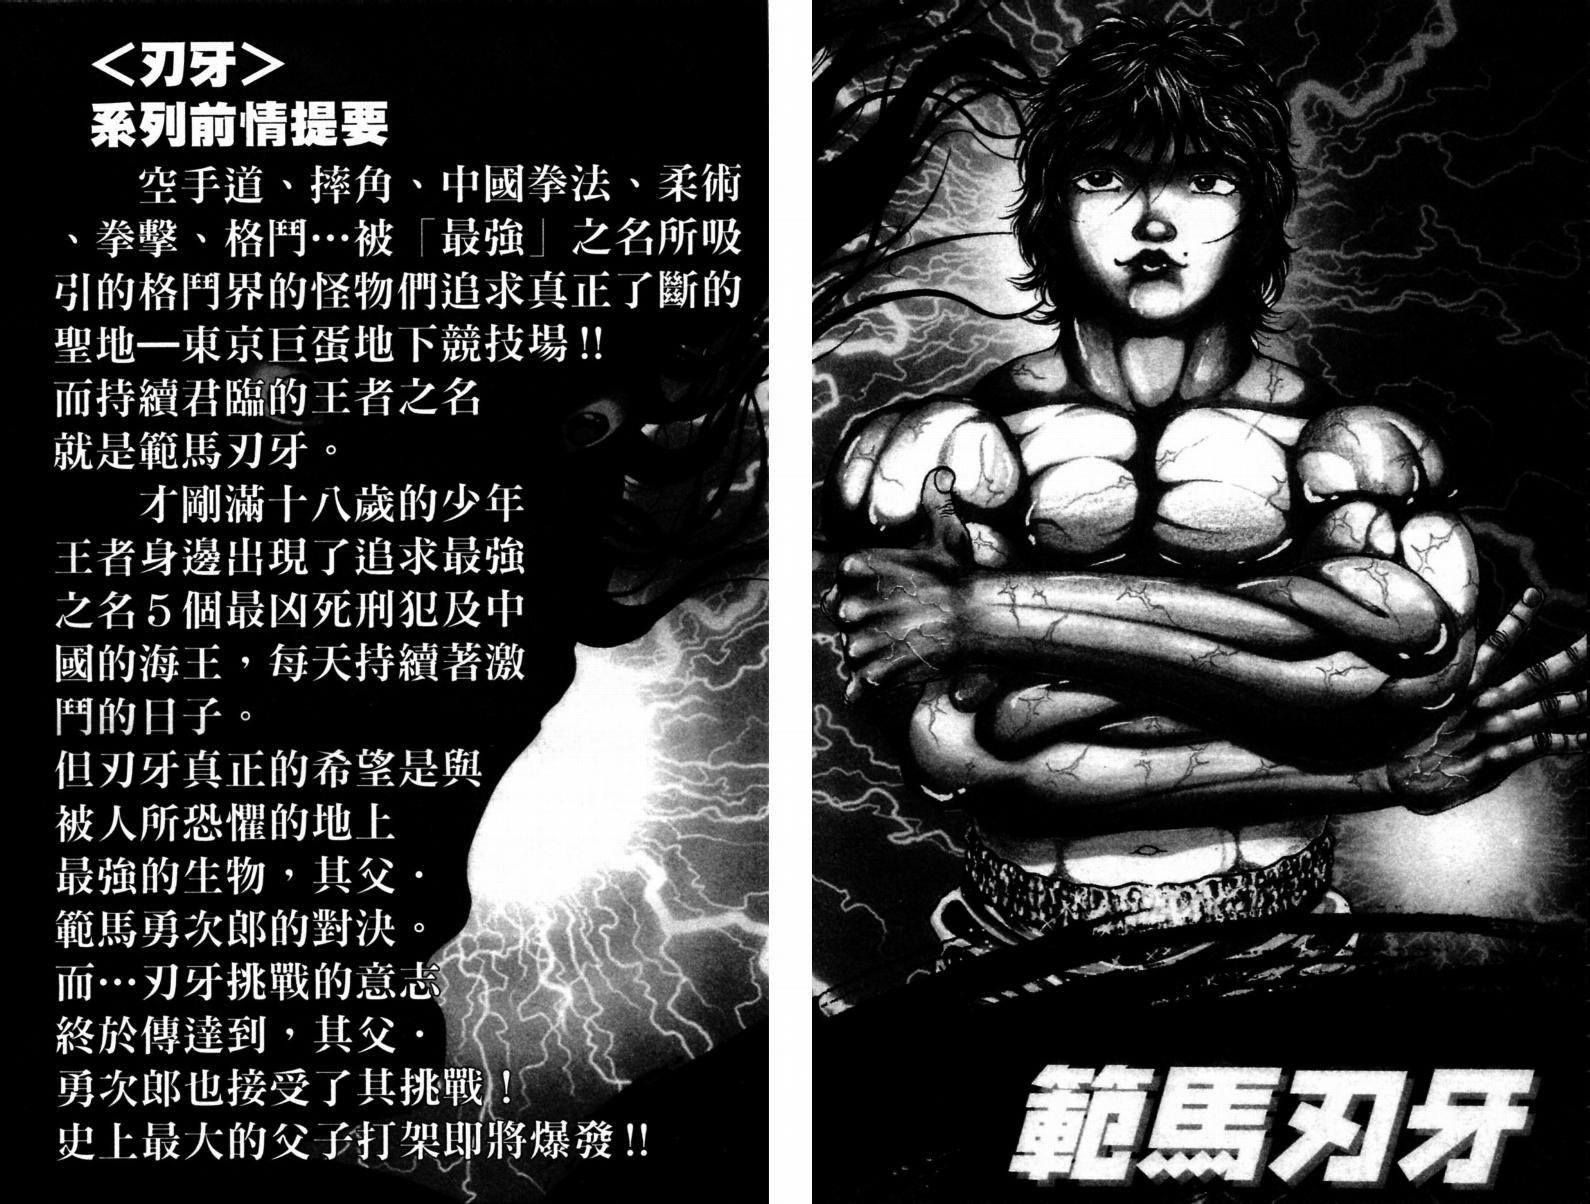 ＜刃牙＞
系列前情提要
空手道、摔角、中國拳法、柔術
、拳擊、格鬥…被「最強」之名所吸
引的格鬥界的怪物們追求真正了斷的
聖地—東京巨蛋地下競技場!!
而持續君臨的王者之名
就是範馬刃牙。
才剛滿十八歲的少年
王者身邊出現了追求最強
之名5個最凶死刑犯及中
國的海王，每天持續著激
鬥的日子。
但刃牙真正的希望是與
被人所恐懼的地上
最強的生物，其父．
範馬勇次郎的對決。
而…刃牙挑戰的意志
終於傳達到，其父．
勇次郎也接受了其挑戰！
史上最大的父子打架即將爆發!!
範馬刃牙